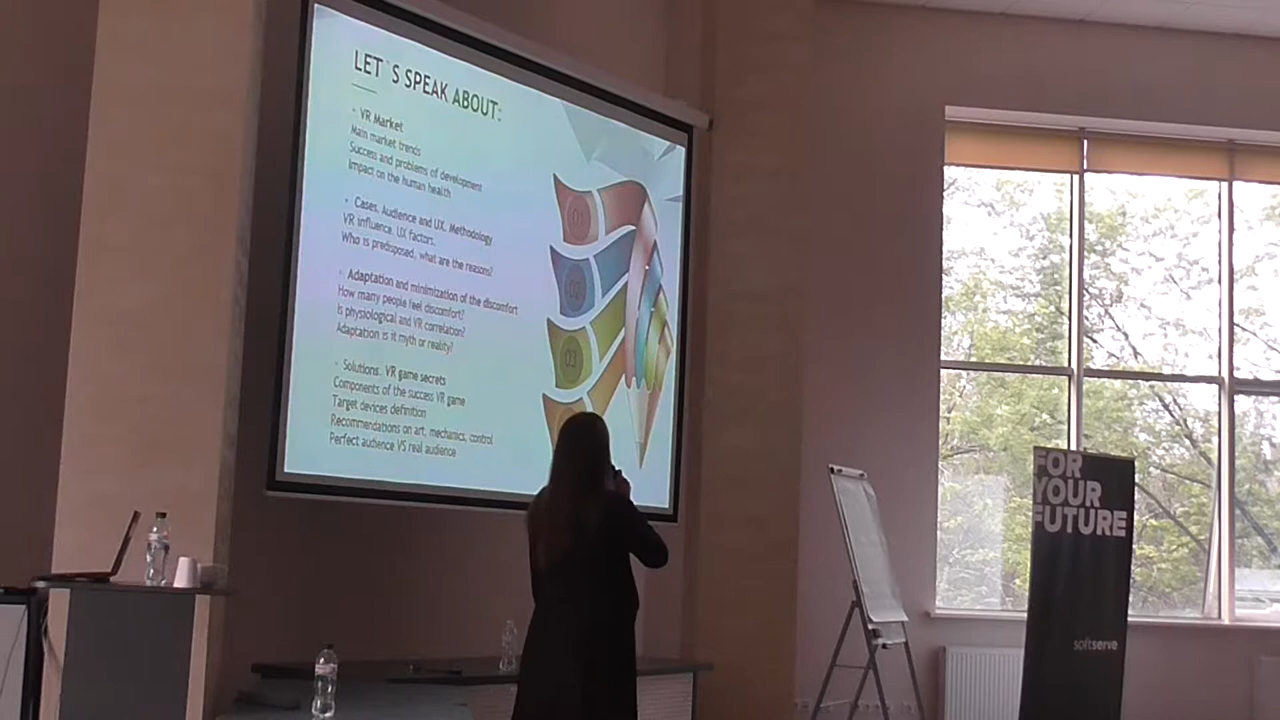 LET`S SPEAK ABOUT:
- VR Market
Main market trends
Success and problems of development
Impact on the human health
- Cases, Audience and UX. Methodology
VR influence. UX factors.
Who is predisposed, what are the reasons?
- Adaptation and minimization of the discomfort
How many people feel discomfort?
Is physiological and VR correlation?
Adaptation is it myth or reality?
- Solutions. VR game secrets
Components of the success VR game
Target devices definition
Recommendations on art, mechanics, control
Perfect audience VS real audience
01
02
03
FOR
YOUR
FUTURE
softserve